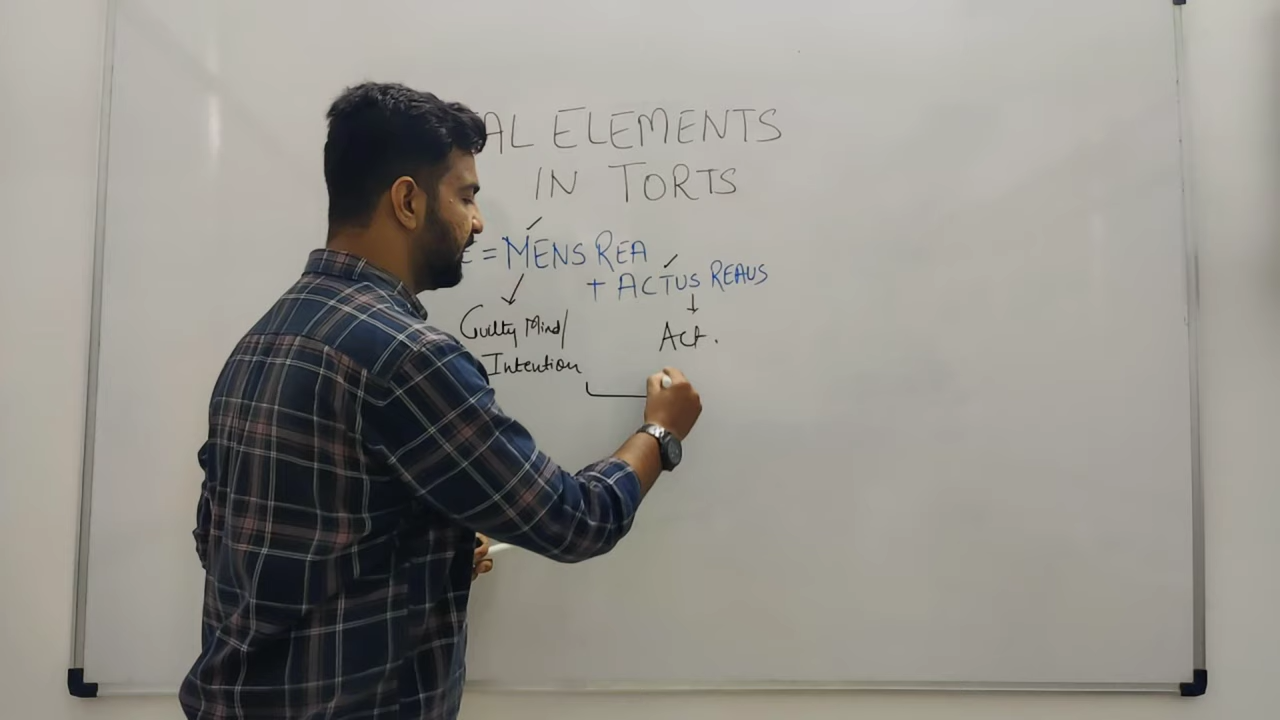 AL ELEMENTS
IN TORTS
E = MENS REA
+ ACTUS REAUS
Guilty Mind/
Intention
Act.